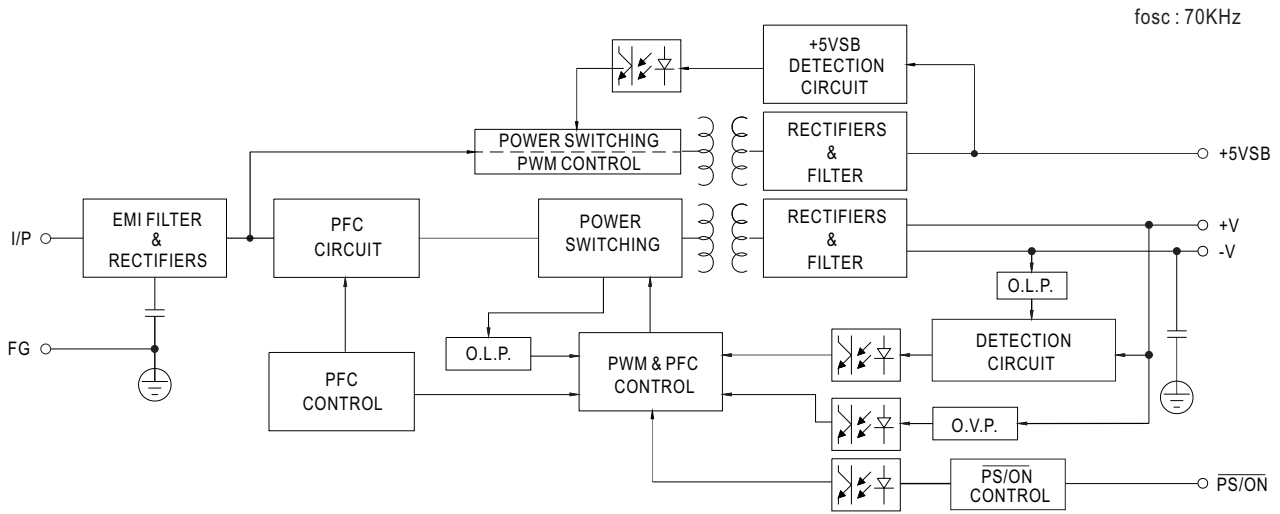 fosc : 70KHz
+5VSB
DETECTION
CIRCUIT
POWER SWITCHING
PWM CONTROL
RECTIFIERS
&
FILTER
+5VSB
I/P
EMI FILTER
&
RECTIFIERS
PFC
CIRCUIT
POWER
SWITCHING
RECTIFIERS
&
FILTER
+V
-V
O.L.P.
FG
O.L.P.
PWM & PFC
CONTROL
DETECTION
CIRCUIT
PFC
CONTROL
O.V.P.
PS/ON
CONTROL
PS/ON